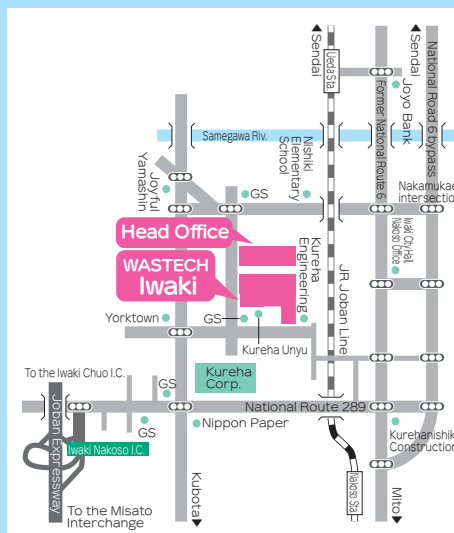 Sendai
Sendai
Ueda Sta.
Former National Route 6
Joyo Bank
National Road 6 bypass
Samegawa Riv.
Nishiki
Elementary
School
Joyful
Yamashin
GS
Nakamukae
intersection
Head Office
WASTECH
Iwaki
Kureha
Engineering
JR Joban Line
Iwaki City Hall,
Nakoso Office
Yorktown
GS
Kureha Unyu
Kureha
Corp.
To the Iwaki Chuo I.C.
GS
National Route 289
Joban Expressway
GS
Nippon Paper
Kurehanishiki
Construction
Iwaki Nakoso I.C.
Kubota
Nakoso Sta.
Mito
To the Misato
Interchange